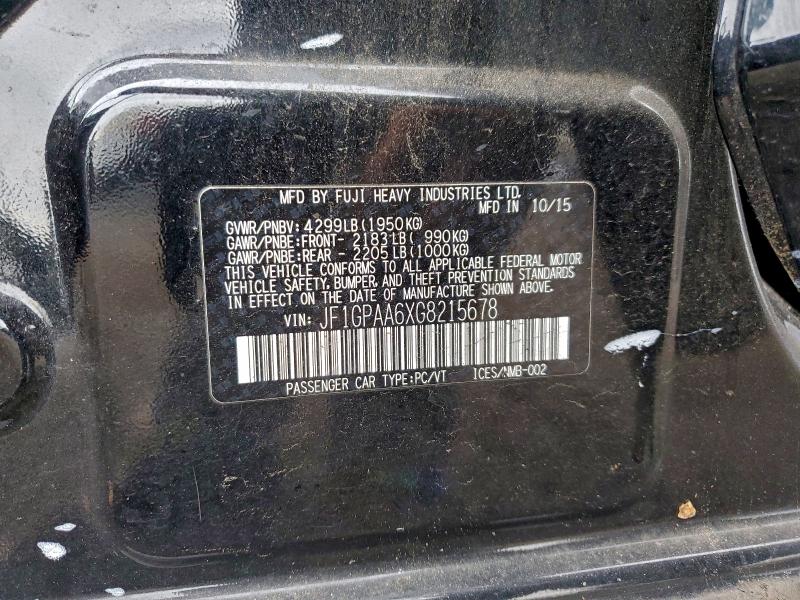 MFD BY FUJI HEAVY INDUSTRIES LTD.
MFD IN 10/15
GVWR/PNBV: 4299LB(1950KG)
GAWR/PNBE:FRONT- 2183LB( 990KG)
GAWR/PNBE:REAR - 2205LB(1000KG)
THIS VEHICLE CONFORMS TO ALL APPLICABLE FEDERAL MOTOR
VEHICLE SAFETY, BUMPER, AND THEFT PREVENTION STANDARDS
IN EFFECT ON THE DATE OF MANUFACTURE SHOWN ABOVE.
VIN: JF1GPAA6XG8215678
PASSENGER CAR TYPE:PC/VT ICES/NMB-002